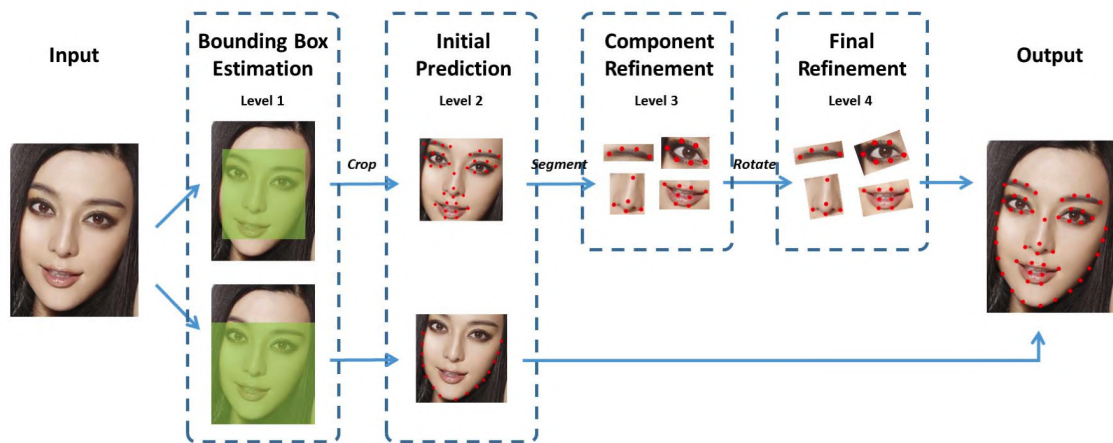 Input
Bounding Box
Estimation
Level 1
Initial
Prediction
Level 2
Component
Refinement
Level 3
Final
Refinement
Level 4
Output
Crop
Segment
Rotate